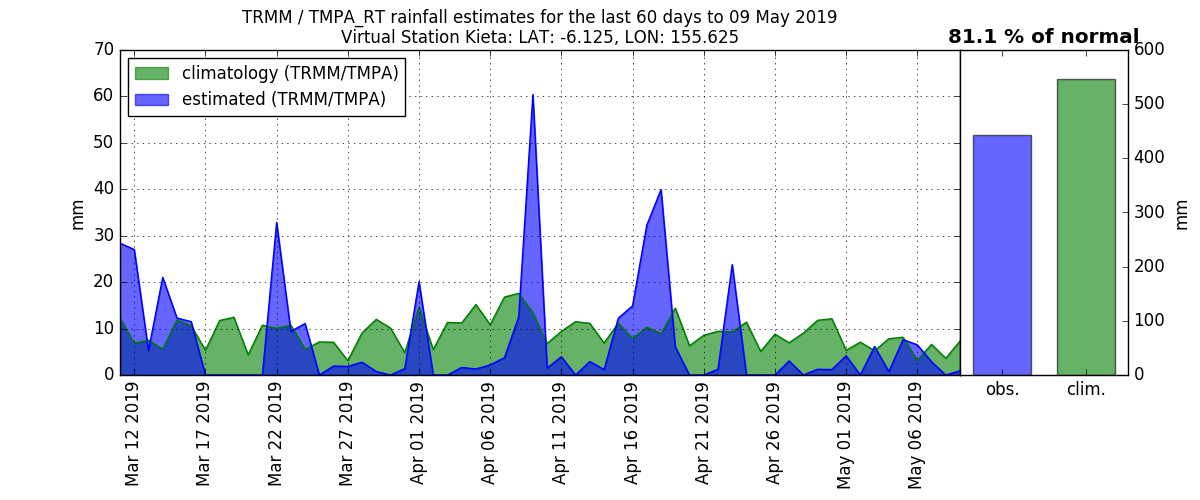 TRMM / TMPA_RT rainfall estimates for the last 60 days to 09 May 2019
Virtual Station Kieta: LAT: -6.125, LON: 155.625
81.1 % of normal
climatology (TRMM/TMPA)
estimated (TRMM/TMPA)
mm
70
60
50
40
30
20
10
0
Mar 12 2019
Mar 17 2019
Mar 22 2019
Mar 27 2019
Apr 01 2019
Apr 06 2019
Apr 11 2019
Apr 16 2019
Apr 21 2019
Apr 26 2019
May 01 2019
May 06 2019
obs.
clim.
600
500
400
300
200
100
0
mm